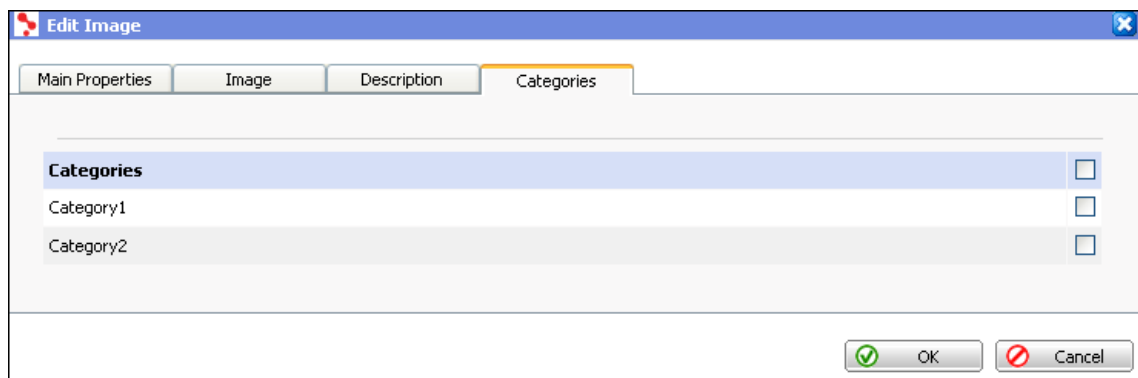 Edit Image
Main Properties Image Description Categories
Categories
Category1
Category2
OK Cancel